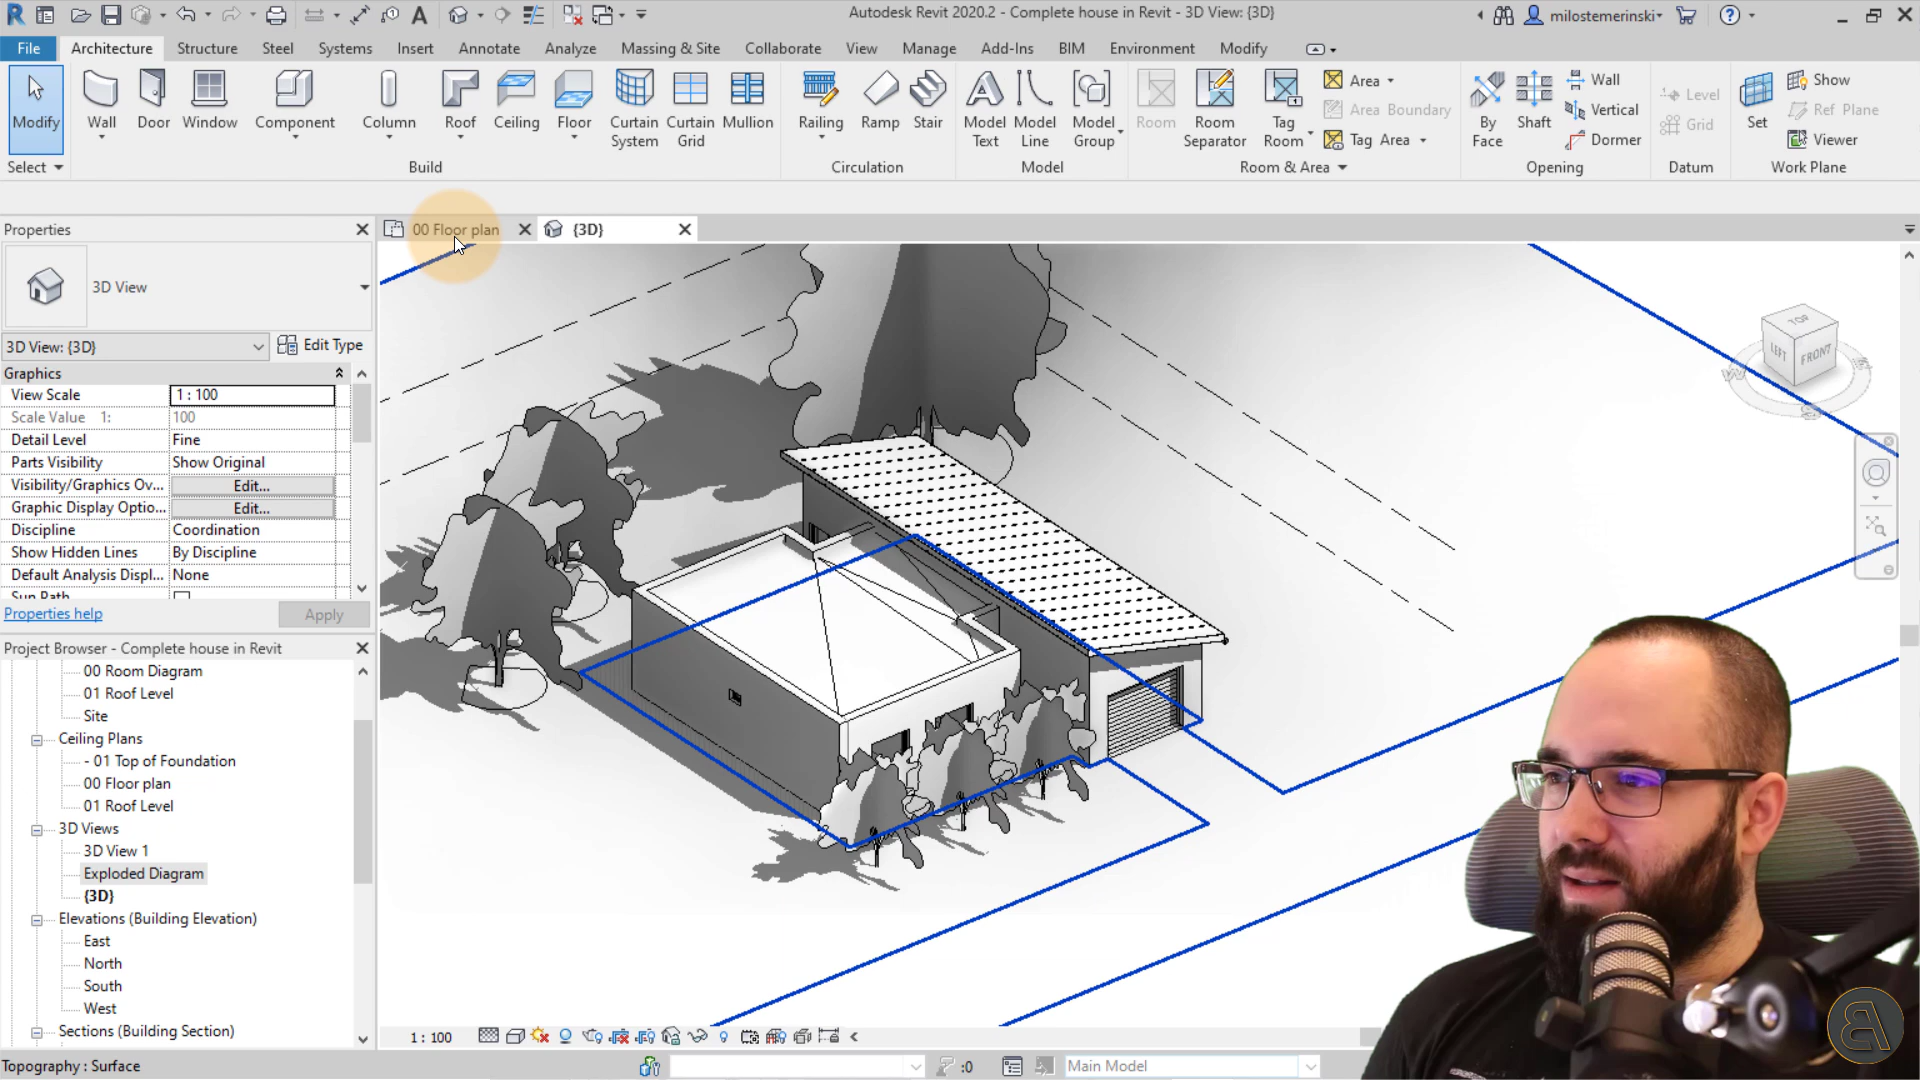 Autodesk Revit 2020.2 - Complete house in Revit - 3D View: {3D}
milostemerinski
File Architecture Structure Steel Systems Insert Annotate Analyze Massing & Site Collaborate View Manage Add-Ins BIM Environment Modify
Modify Wall Door Window Component Column Roof Ceiling Floor Curtain System Curtain Grid Mullion Railing Ramp Stair Model Text Model Line Model Group Room Room Separator Tag Room By Face Shaft Set
Area Wall Level Show
Area Boundary Vertical Grid Ref Plane
Tag Area Dormer Viewer
Select Build Circulation Model Room & Area Opening Datum Work Plane
Properties
00 Floor plan {3D}
3D View
3D View: {3D} Edit Type
Graphics
View Scale 1 : 100
Scale Value 1: 100
Detail Level Fine
Parts Visibility Show Original
Visibility/Graphics Ov... Edit...
Graphic Display Optio... Edit...
Discipline Coordination
Show Hidden Lines By Discipline
Default Analysis Displ... None
Sun Path
Properties help Apply
Project Browser - Complete house in Revit
00 Room Diagram
01 Roof Level
Site
Ceiling Plans
- 01 Top of Foundation
00 Floor plan
01 Roof Level
3D Views
3D View 1
Exploded Diagram
{3D}
Elevations (Building Elevation)
East
North
South
West
Sections (Building Section)
TOP
LEFT FRONT
1 : 100
Topography : Surface
:0 Main Model